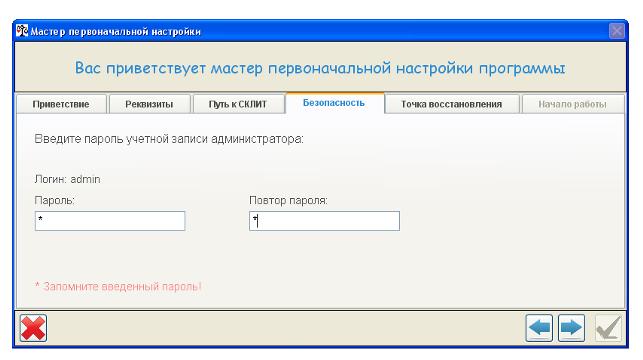 Мастер первоначальной настройки
Вас приветствует мастер первоначальной настройки программы
Приветствие Реквизиты Путь к СКЛИТ Безопасность Точка восстановления Начало работы
Введите пароль учетной записи администратора:
Логин: admin
Пароль: Повтор пароля:
* *
* Запомните введенный пароль!